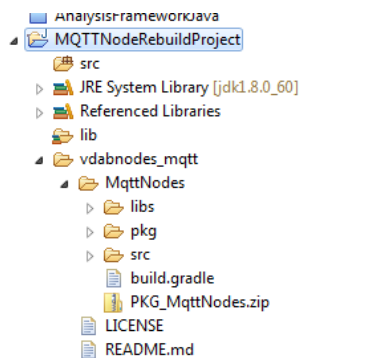 AnalysisFrameworkJava
MQTTNodeRebuildProject
src
JRE System Library [jdk1.8.0_60]
Referenced Libraries
lib
vdabnodes_mqtt
MqttNodes
libs
pkg
src
build.gradle
PKG_MqttNodes.zip
LICENSE
README.md